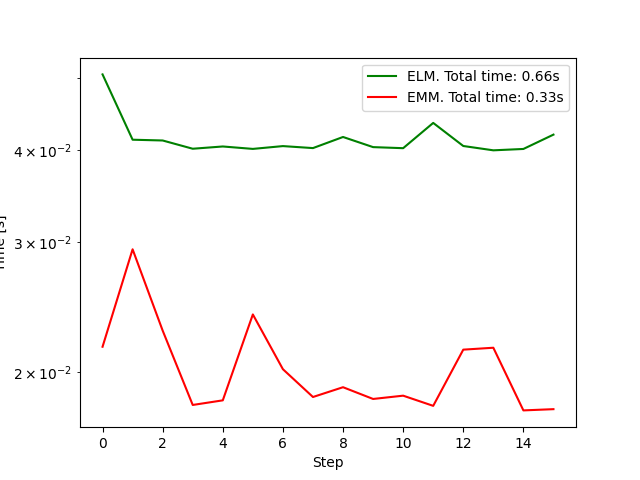 ELM. Total time: 0.66s
EMM. Total time: 0.33s
4 × 10⁻²
3 × 10⁻²
2 × 10⁻²
0 2 4 6 8 10 12 14
Step